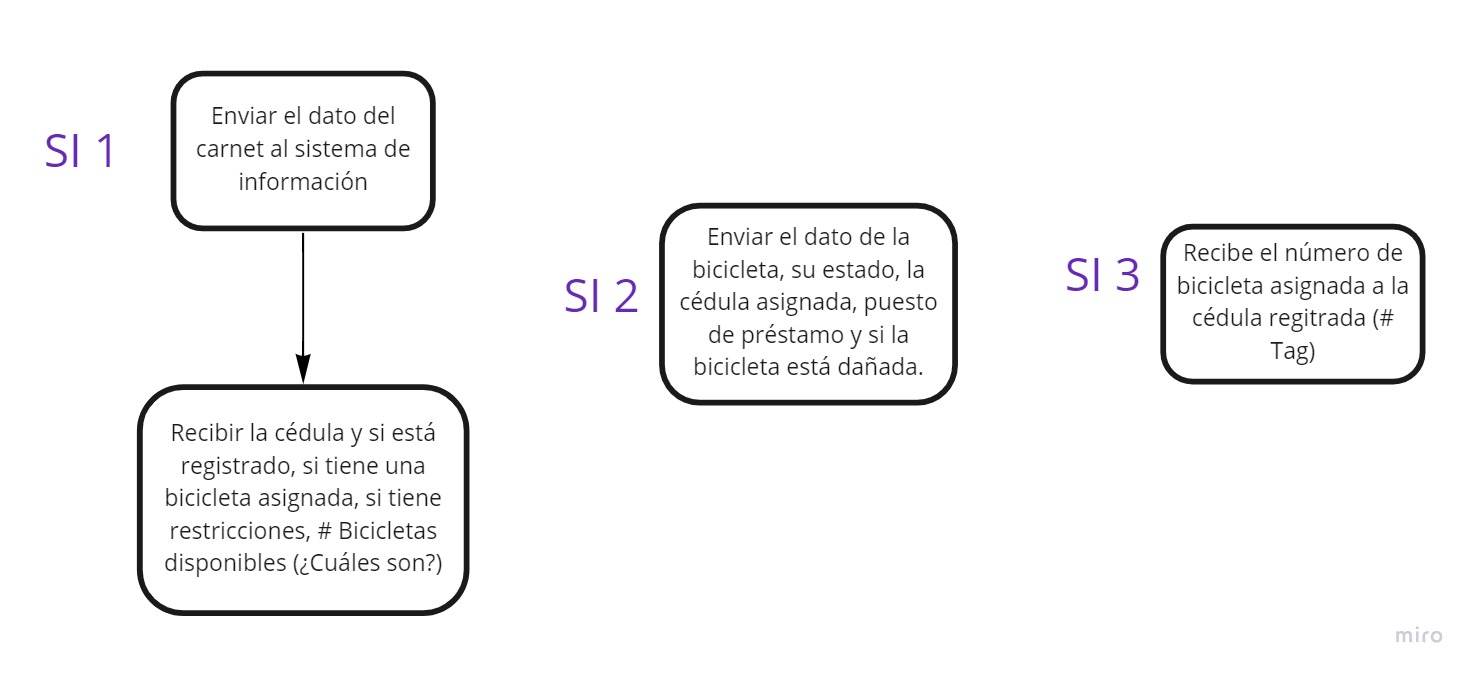 SI 1
Enviar el dato del
carnet al sistema de
información
Recibir la cédula y si está
registrado, si tiene una
bicicleta asignada, si tiene
restricciones, # Bicicletas
disponibles (¿Cuáles son?)
SI 2
Enviar el dato de la
bicicleta, su estado, la
cédula asignada, puesto
de préstamo y si la
bicicleta está dañada.
SI 3
Recibe el número de
bicicleta asignada a la
cédula regitrada (#
Tag)
miro